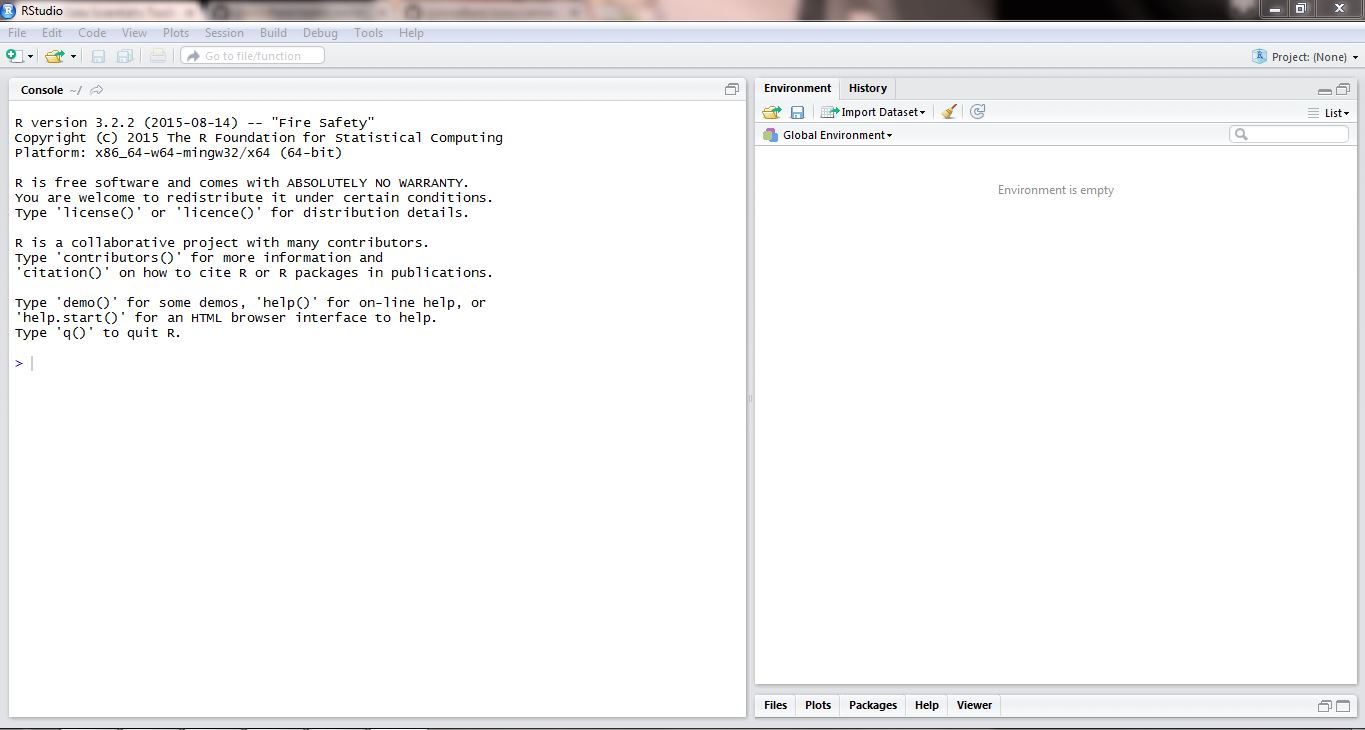 RStudio
File Edit Code View Plots Session Build Debug Tools Help
Go to file/function
Project: (None)
Console ~/
R version 3.2.2 (2015-08-14) -- "Fire Safety"
Copyright (C) 2015 The R Foundation for Statistical Computing
Platform: x86_64-w64-mingw32/x64 (64-bit)
R is free software and comes with ABSOLUTELY NO WARRANTY.
You are welcome to redistribute it under certain conditions.
Type 'license()' or 'licence()' for distribution details.
R is a collaborative project with many contributors.
Type 'contributors()' for more information and
'citation()' on how to cite R or R packages in publications.
Type 'demo()' for some demos, 'help()' for on-line help, or
'help.start()' for an HTML browser interface to help.
Type 'q()' to quit R.
>
Environment History
Import Dataset
List
Global Environment
Environment is empty
Files Plots Packages Help Viewer